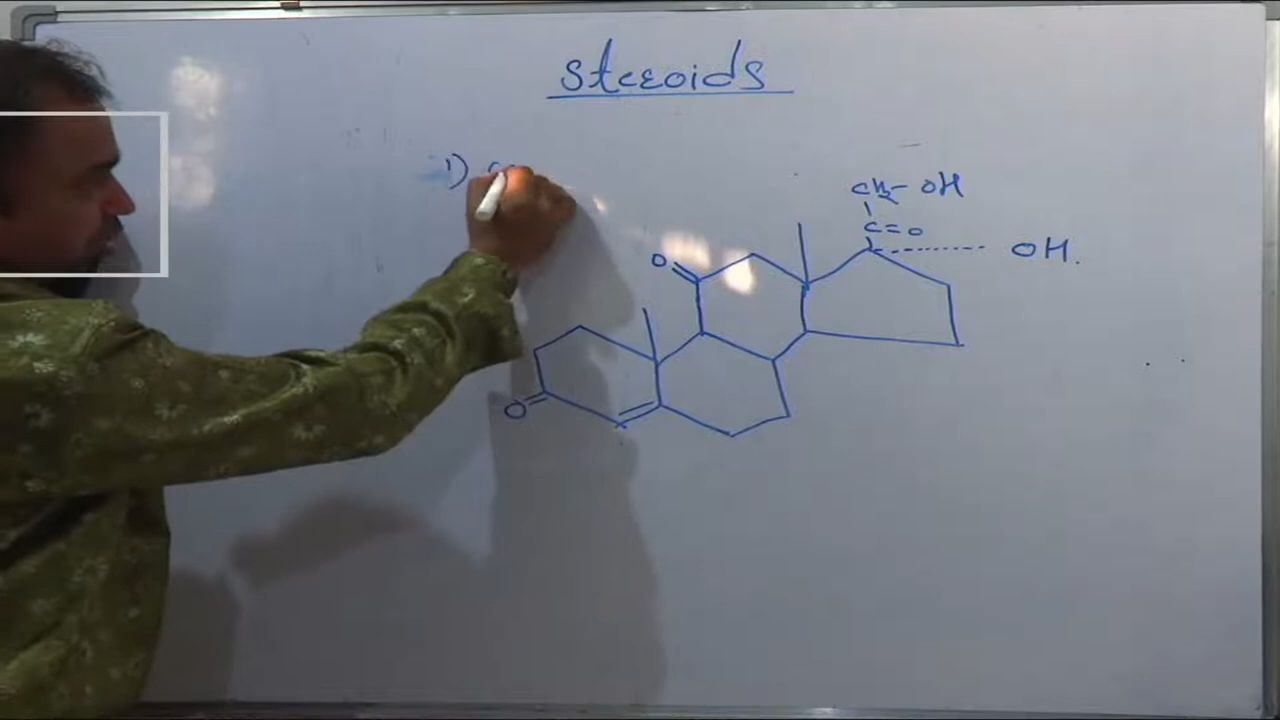 Steroids
1)
CH2- OH
C=O
OH.
O
O